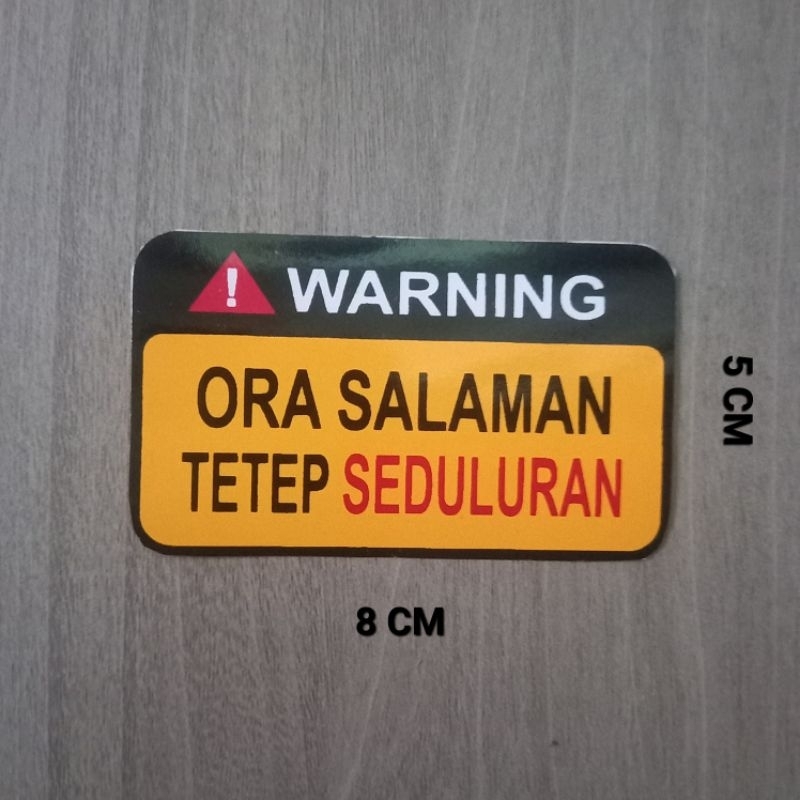 ! WARNING
ORA SALAMAN
TETEP SEDULURAN
5 CM
8 CM